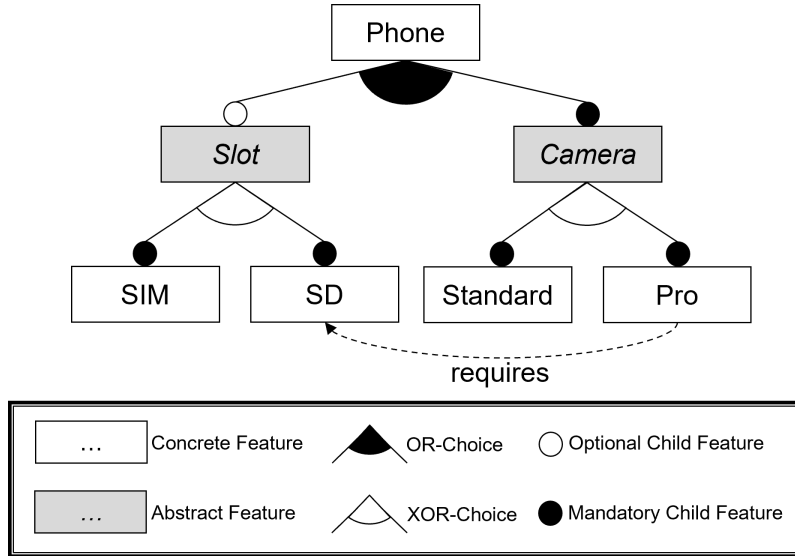 Phone
Slot
Camera
SIM
SD
Standard
Pro
requires
... Concrete Feature
OR-Choice
Optional Child Feature
... Abstract Feature
XOR-Choice
Mandatory Child Feature